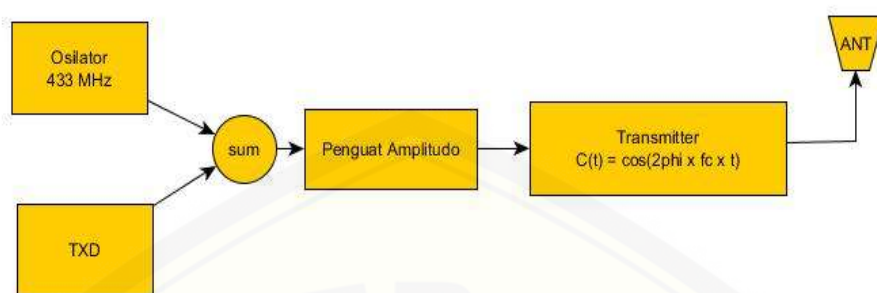 Osilator
433 MHz
ANT
sum
Penguat Amplitudo
Transmitter
C(t) = cos(2phi x fc x t)
TXD